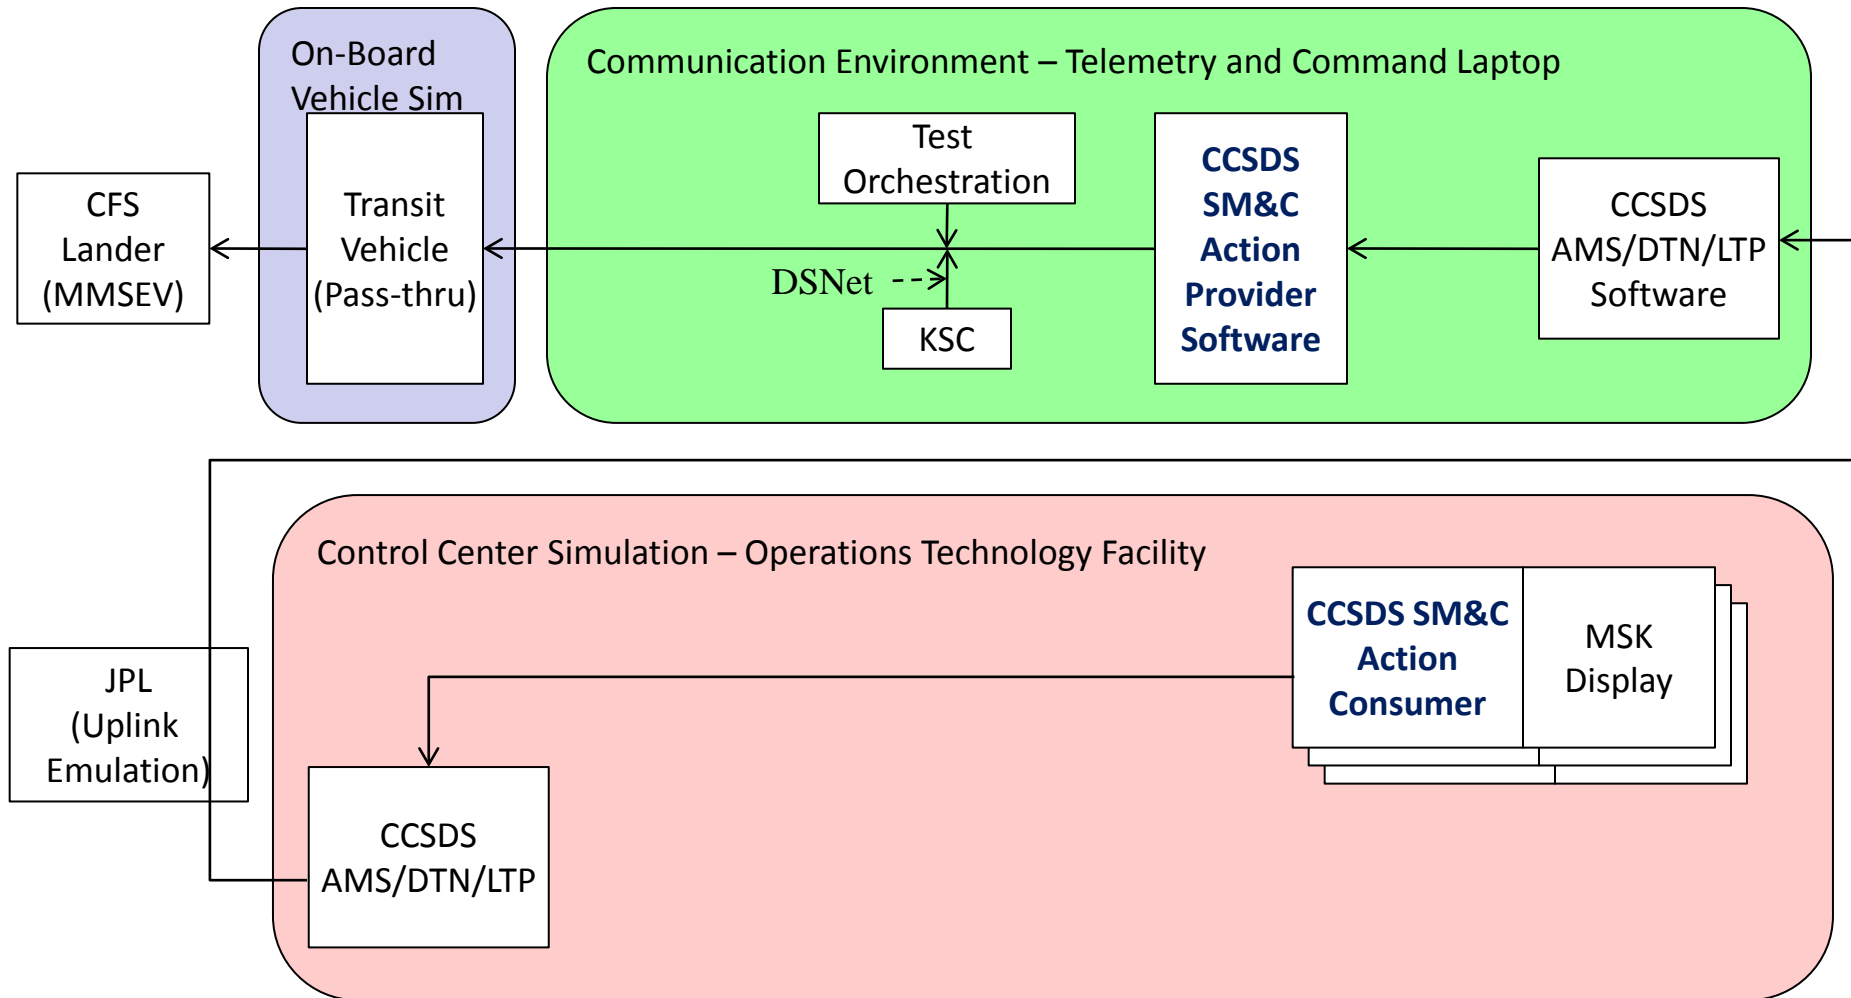 On-Board
Vehicle Sim
Communication Environment – Telemetry and Command Laptop
CFS
Lander
(MMSEV)
Transit
Vehicle
(Pass-thru)
Test
Orchestration
DSNet
KSC
CCSDS
SM&C
Action
Provider
Software
CCSDS
AMS/DTN/LTP
Software
Control Center Simulation – Operations Technology Facility
JPL
(Uplink
Emulation)
CCSDS
AMS/DTN/LTP
CCSDS SM&C
Action
Consumer
MSK
Display